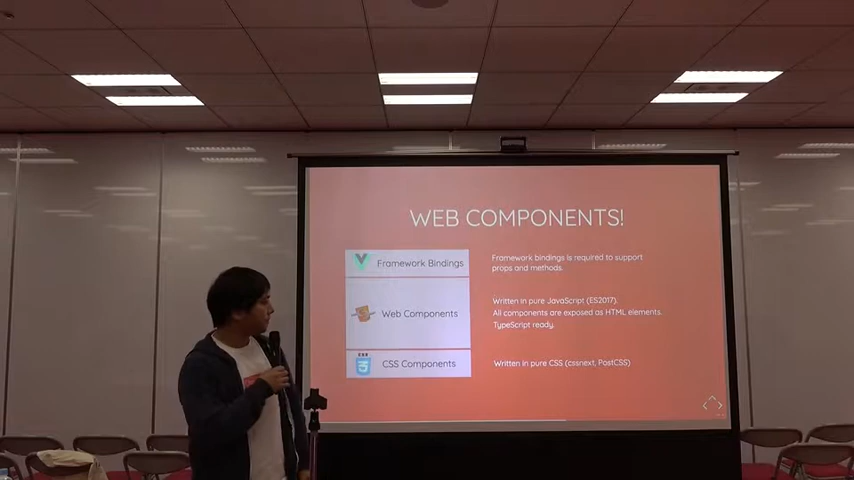 WEB COMPONENTS!
Framework Bindings
Framework bindings is required to support
props and methods.
Web Components
Written in pure JavaScript (ES2017).
All components are exposed as HTML elements.
TypeScript ready.
CSS Components
Written in pure CSS (cssnext, PostCSS)